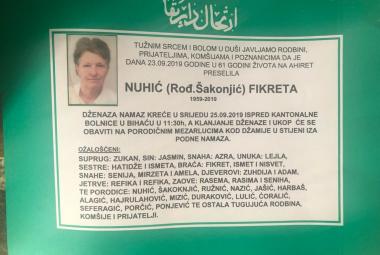 TUŽNIM SRCEM I BOLOM U DUŠI JAVLJAMO RODBINI,
PRIJATELJIMA, KOMŠIJAMA I POZNANICIMA DA JE
DANA 23.09.2019 GODINE U 61 GODINI ŽIVOTA NA AHIRET
PRESELILA
NUHIĆ (Rođ.Šakonjić) FIKRETA
1959-2019
DŽENAZA NAMAZ KREĆE U SRIJEDU 25.09.2019 ISPRED KANTONALNE
BOLNICE U BIHAĆU U 11:30h, A KLANJANJE DŽENAZE I UKOP ĆE SE
OBAVITI NA PORODIČNIM MEZARLUCIMA KOD DŽAMIJE U STIJENI IZA
PODNE NAMAZA.
OŽALOŠĆENI:
SUPRUG: ZUKAN, SIN: JASMIN, SNAHA: AZRA, UNUKA: LEJLA,
SESTRE: HATIDŽE I ISMETA, BRAĆA: FIKRET, ISMET I NISVET,
SNAHE: SENIJA, MIRZETA I AMELA, DJEVEROVI: ZUHDIJA I ADAM,
JETRVE: REFIKA I REFIKA, ZAOVE: RASEMA, RASIMA I SENIHA,
TE PORODICE: NUHIĆ, ŠAKOKNJIĆ, RUŽNIĆ, NAZIĆ, JAŠIĆ, HARBAŠ,
ALAGIĆ, HAJRULAHOVIĆ, MIZIĆ, DURAKOVIĆ, LULIĆ, ĆORALIĆ,
SEFERAGIĆ, PORČIĆ, PONJEVIĆ TE OSTALA TUGUJUĆA RODBINA,
KOMŠIJE I PRIJATELJI.